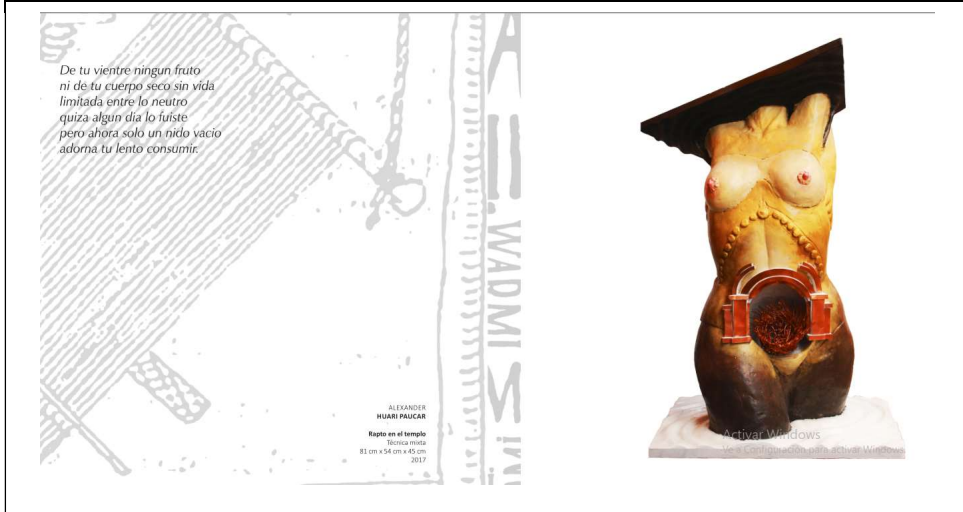 De tu vientre ningun fruto
ni de tu cuerpo seco sin vida
limitada entre lo neutro
quiza algun dia lo fuiste
pero ahora solo un nido vacio
adorna tu lento consumir.
ALEXANDER
HUARI PAUCAR
Rapto en el templo
Técnica mixta
81 cm x 54 cm x 45 cm
2017
Activar Windows
Ve a Configuración para activar Windows